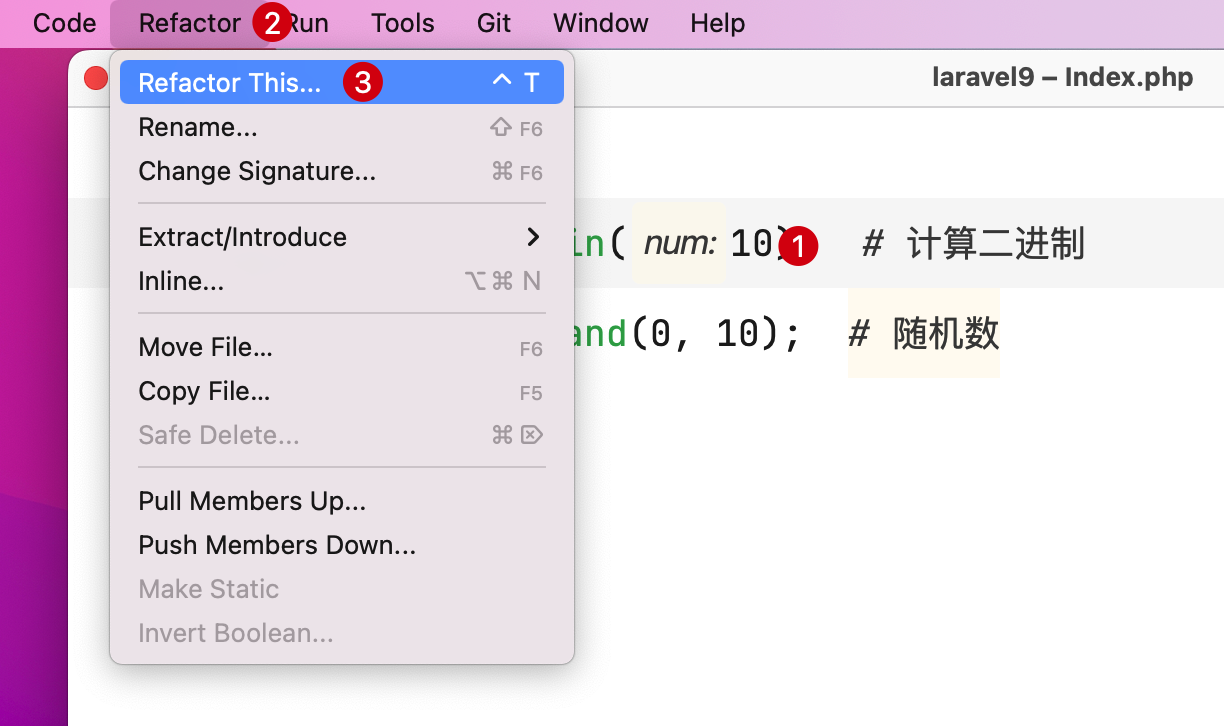 Code Refactor 2 Run Tools Git Window Help
laravel9 – Index.php
Refactor This... 3 ^ T
Rename... ⇧ F6
Change Signature... ⌘ F6
Extract/Introduce >
Inline... ⌥⌘ N
Move File... F6
Copy File... F5
Safe Delete... ⌘⌦
Pull Members Up...
Push Members Down...
Make Static
Invert Boolean...
in( num: 10) 1 # 计算二进制
and(0, 10); # 随机数